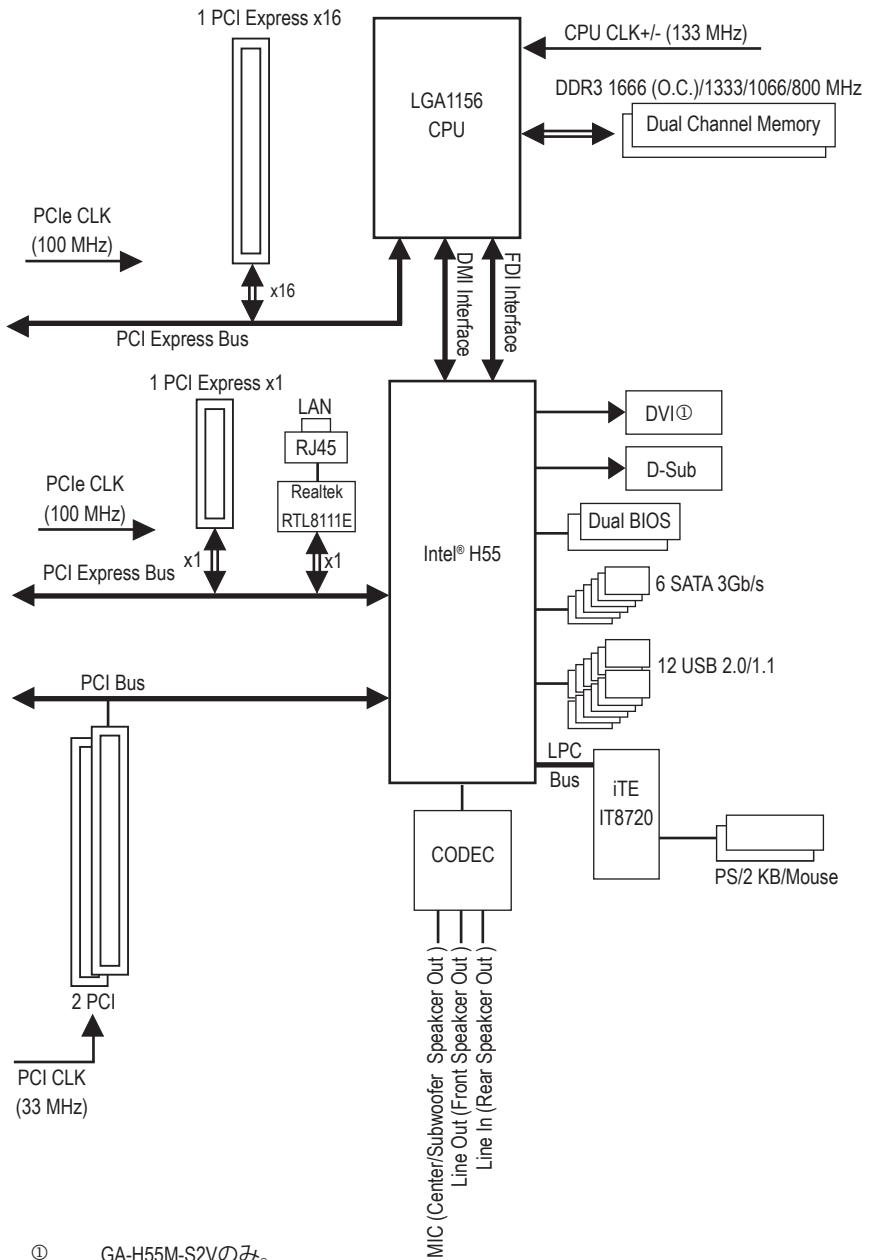 1 PCI Express x16
CPU CLK+/- (133 MHz)
LGA1156
CPU
DDR3 1666 (O.C.)/1333/1066/800 MHz
Dual Channel Memory
PCIe CLK
(100 MHz)
x16
DMI Interface
FDI Interface
PCI Express Bus
1 PCI Express x1
LAN
RJ45
Realtek
RTL8111E
PCIe CLK
(100 MHz)
x1
x1
PCI Express Bus
Intel® H55
DVI①
D-Sub
Dual BIOS
6 SATA 3Gb/s
12 USB 2.0/1.1
PCI Bus
LPC
Bus
iTE
IT8720
PS/2 KB/Mouse
CODEC
MIC (Center/Subwoofer Speakcer Out )
Line Out (Front Speakcer Out )
Line In (Rear Speakcer Out )
2 PCI
PCI CLK
(33 MHz)
① GA-H55M-S2Vのみ。